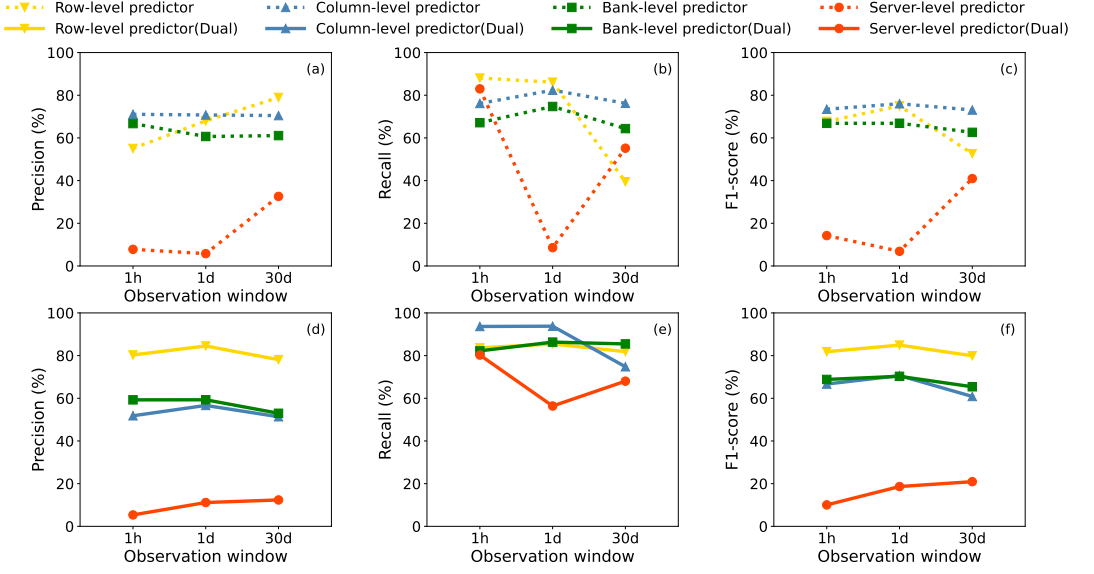 Row-level predictor Column-level predictor Bank-level predictor Server-level predictor
Row-level predictor(Dual) Column-level predictor(Dual) Bank-level predictor(Dual) Server-level predictor(Dual)
Precision (%)
100
80
60
40
20
0
(a)
1h 1d 30d
Observation window
Recall (%)
100
80
60
40
20
0
(b)
1h 1d 30d
Observation window
F1-score (%)
100
80
60
40
20
0
(c)
1h 1d 30d
Observation window
Precision (%)
100
80
60
40
20
0
(d)
1h 1d 30d
Observation window
Recall (%)
100
80
60
40
20
0
(e)
1h 1d 30d
Observation window
F1-score (%)
100
80
60
40
20
0
(f)
1h 1d 30d
Observation window